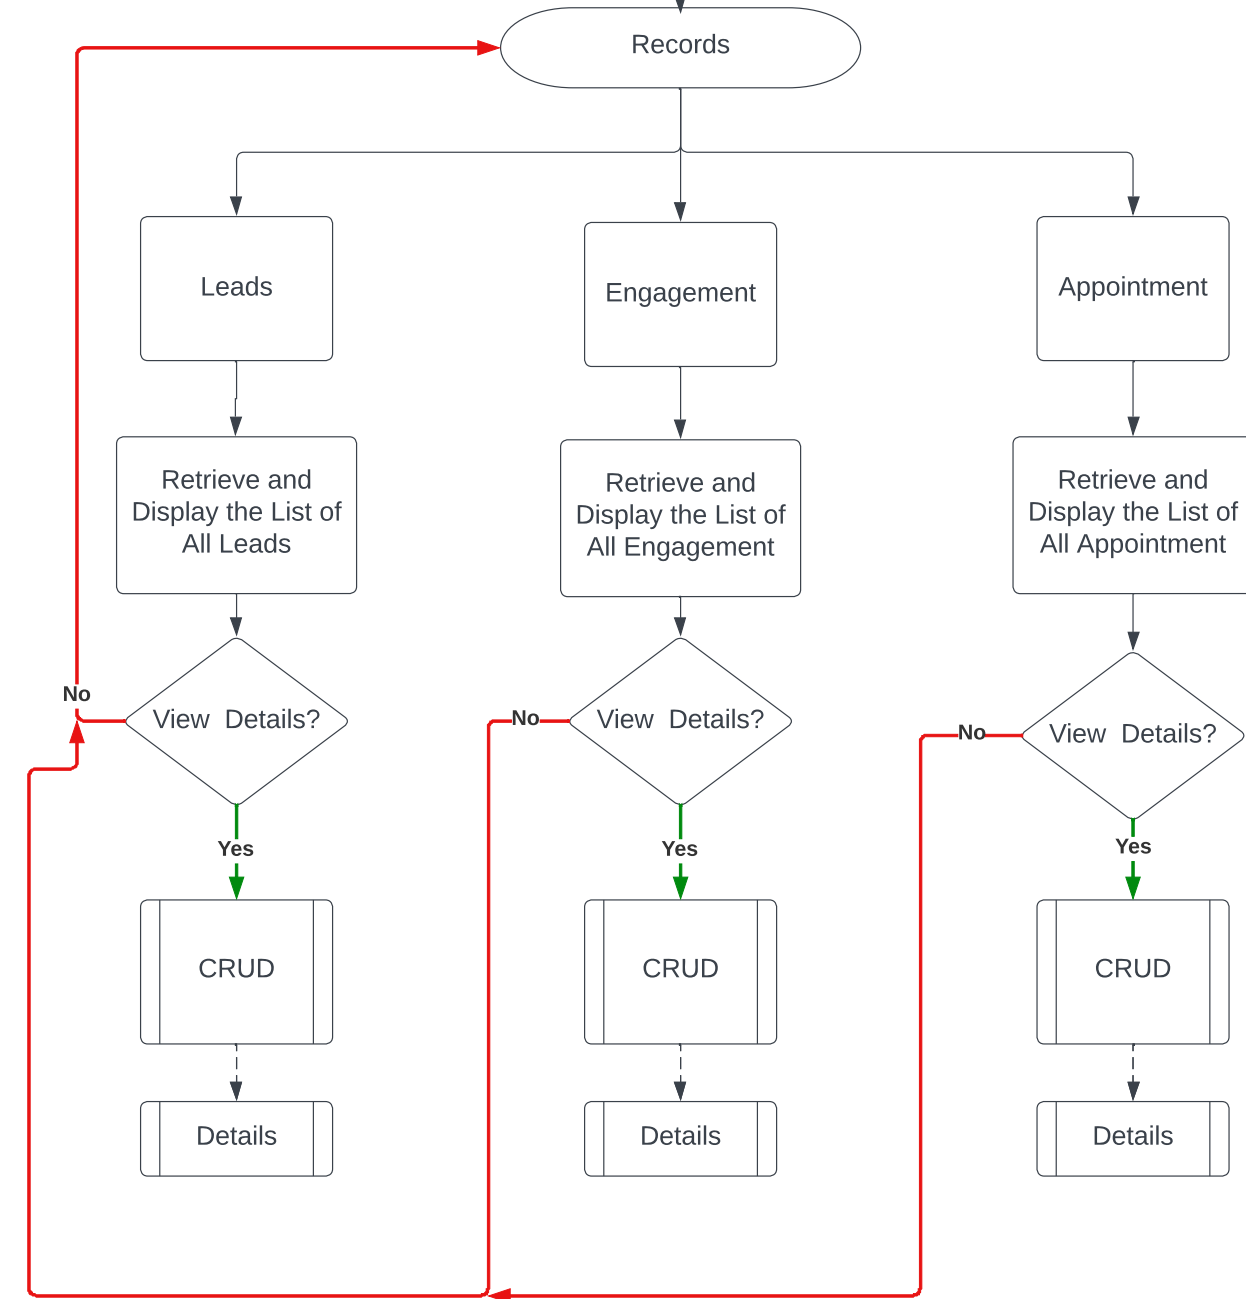 Records
Leads
Engagement
Appointment
Retrieve and
Display the List of
All Leads
Retrieve and
Display the List of
All Engagement
Retrieve and
Display the List of
All Appointment
No
View Details?
No
View Details?
No
View Details?
Yes
Yes
Yes
CRUD
CRUD
CRUD
Details
Details
Details